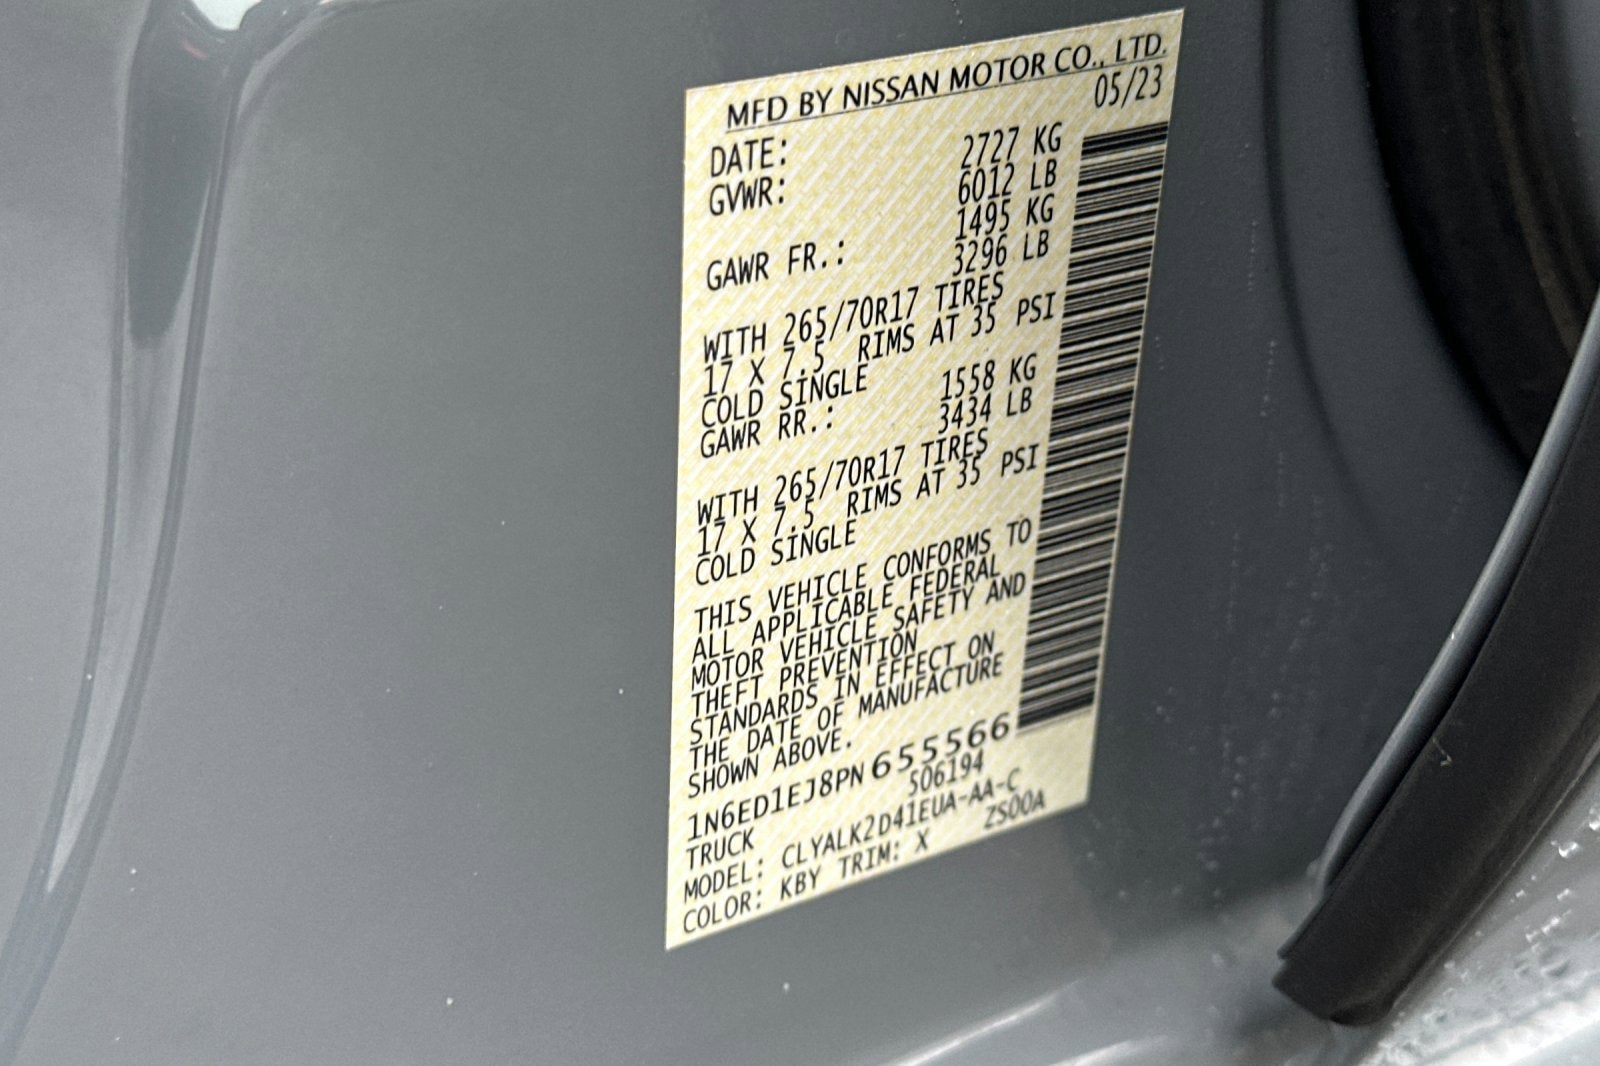 MFD BY NISSAN MOTOR CO., LTD.
DATE: 05/23
GVWR: 2727 KG
6012 LB
GAWR FR.: 1495 KG
3296 LB
WITH 265/70R17 TIRES
17 X 7.5 RIMS AT 35 PSI
COLD SINGLE
GAWR RR.: 1558 KG
3434 LB
WITH 265/70R17 TIRES
17 X 7.5 RIMS AT 35 PSI
COLD SINGLE
THIS VEHICLE CONFORMS TO
ALL APPLICABLE FEDERAL
MOTOR VEHICLE SAFETY AND
THEFT PREVENTION
STANDARDS IN EFFECT ON
THE DATE OF MANUFACTURE
SHOWN ABOVE.
1N6ED1EJ8PN655566
TRUCK 506194
MODEL: CLYALK2D41EUA-AA-C
COLOR: KBY TRIM: X ZS00A